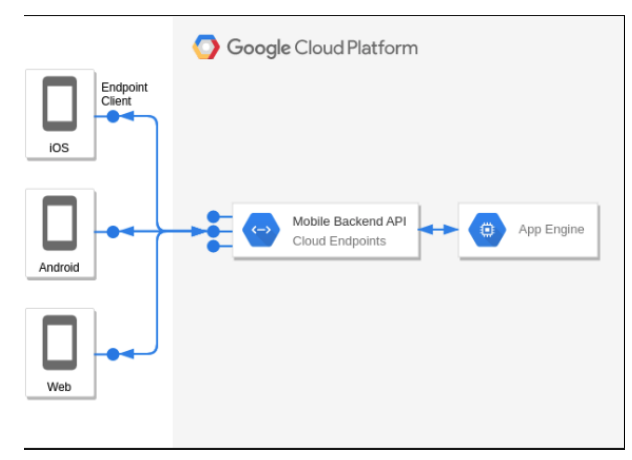 Google Cloud Platform
Endpoint
Client
iOS
Mobile Backend API
Cloud Endpoints
App Engine
Android
Web